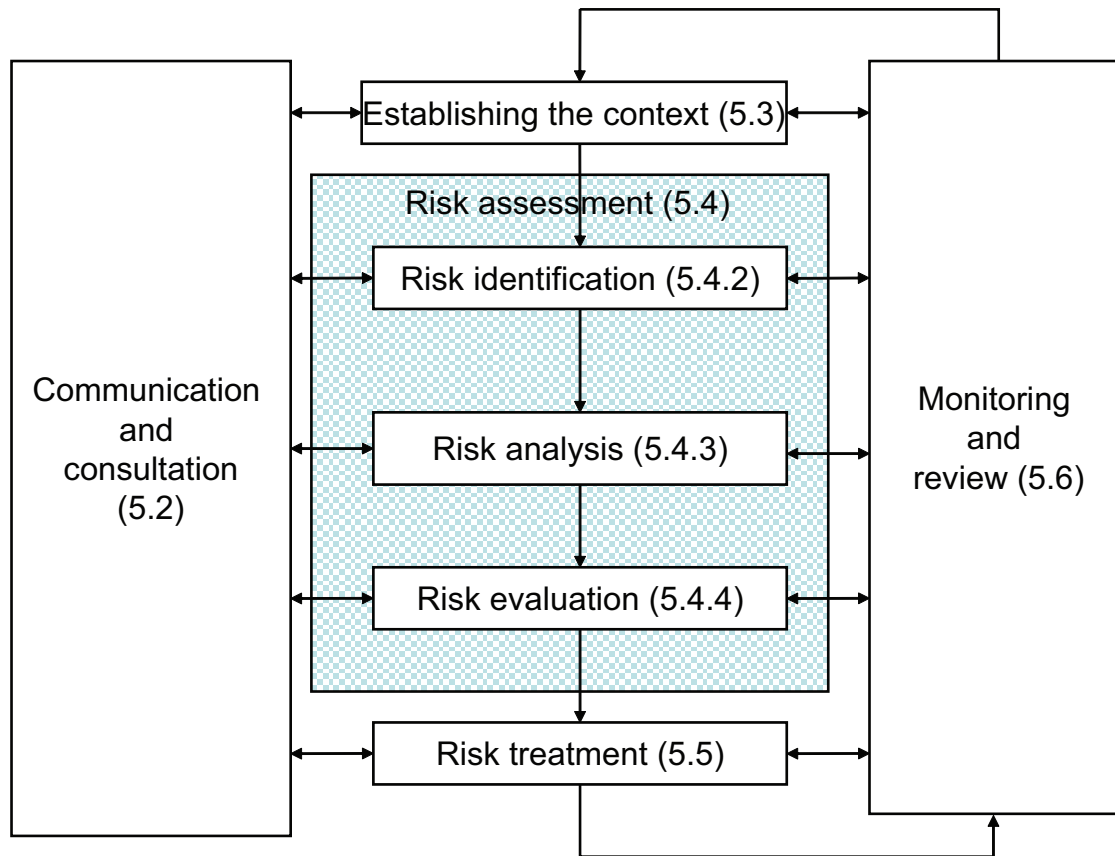 Establishing the context (5.3)
Risk assessment (5.4)
Risk identification (5.4.2)
Communication
and
consultation
(5.2)
Risk analysis (5.4.3)
Monitoring
and
review (5.6)
Risk evaluation (5.4.4)
Risk treatment (5.5)